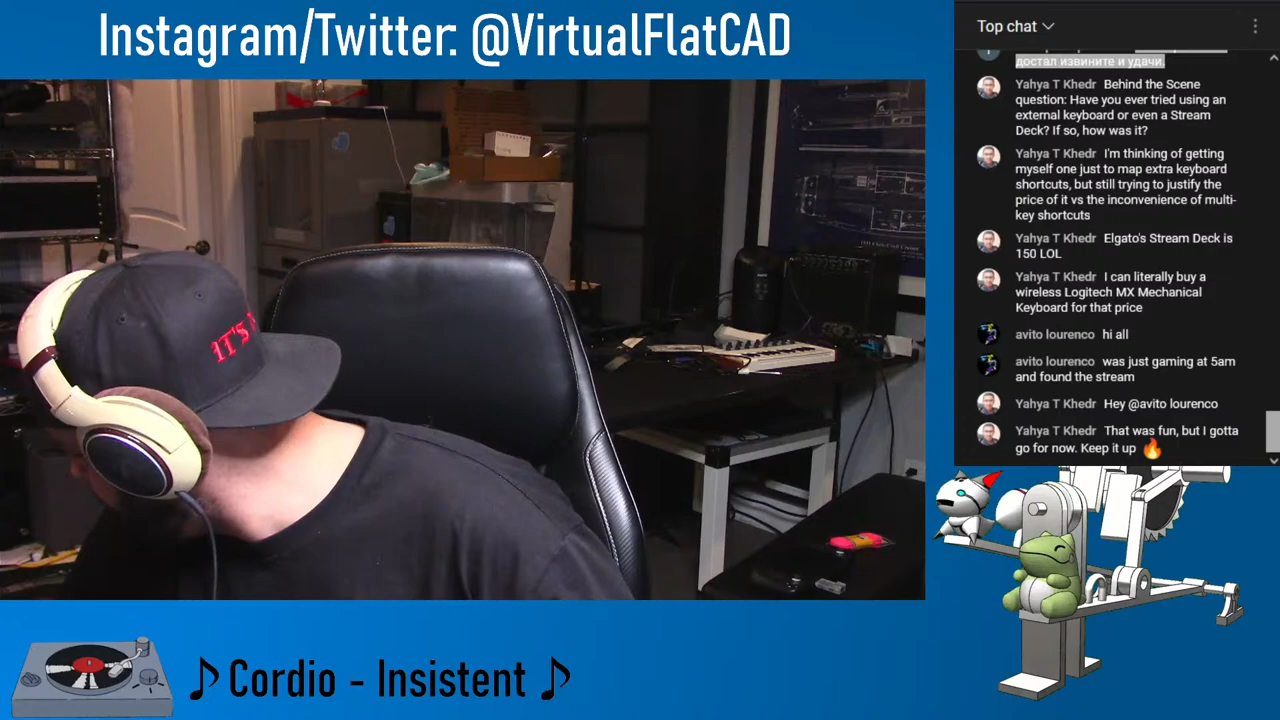 Instagram/Twitter: @VirtualFlatCAD
Top chat
достал извините и удачи.
Yahya T Khedr Behind the Scene
question: Have you ever tried using an
external keyboard or even a Stream
Deck? If so, how was it?
Yahya T Khedr I'm thinking of getting
myself one just to map extra keyboard
shortcuts, but still trying to justify the
price of it vs the inconvenience of multi-
key shortcuts
Yahya T Khedr Elgato's Stream Deck is
150 LOL
Yahya T Khedr I can literally buy a
wireless Logitech MX Mechanical
Keyboard for that price
avito lourenco hi all
avito lourenco was just gaming at 5am
and found the stream
Yahya T Khedr Hey @avito lourenco
Yahya T Khedr That was fun, but I gotta
go for now. Keep it up 🔥
IT'S
♪ Cordio - Insistent ♪